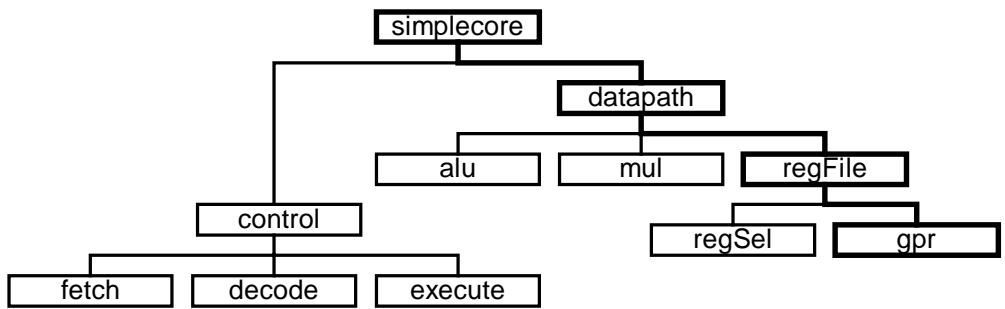 simplecore
datapath
alu
mul
regFile
control
regSel
gpr
fetch
decode
execute